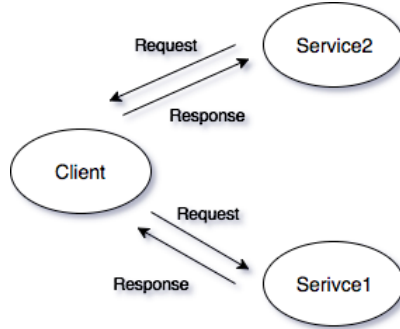 Request
Service2
Response
Client
Request
Response
Serivce1